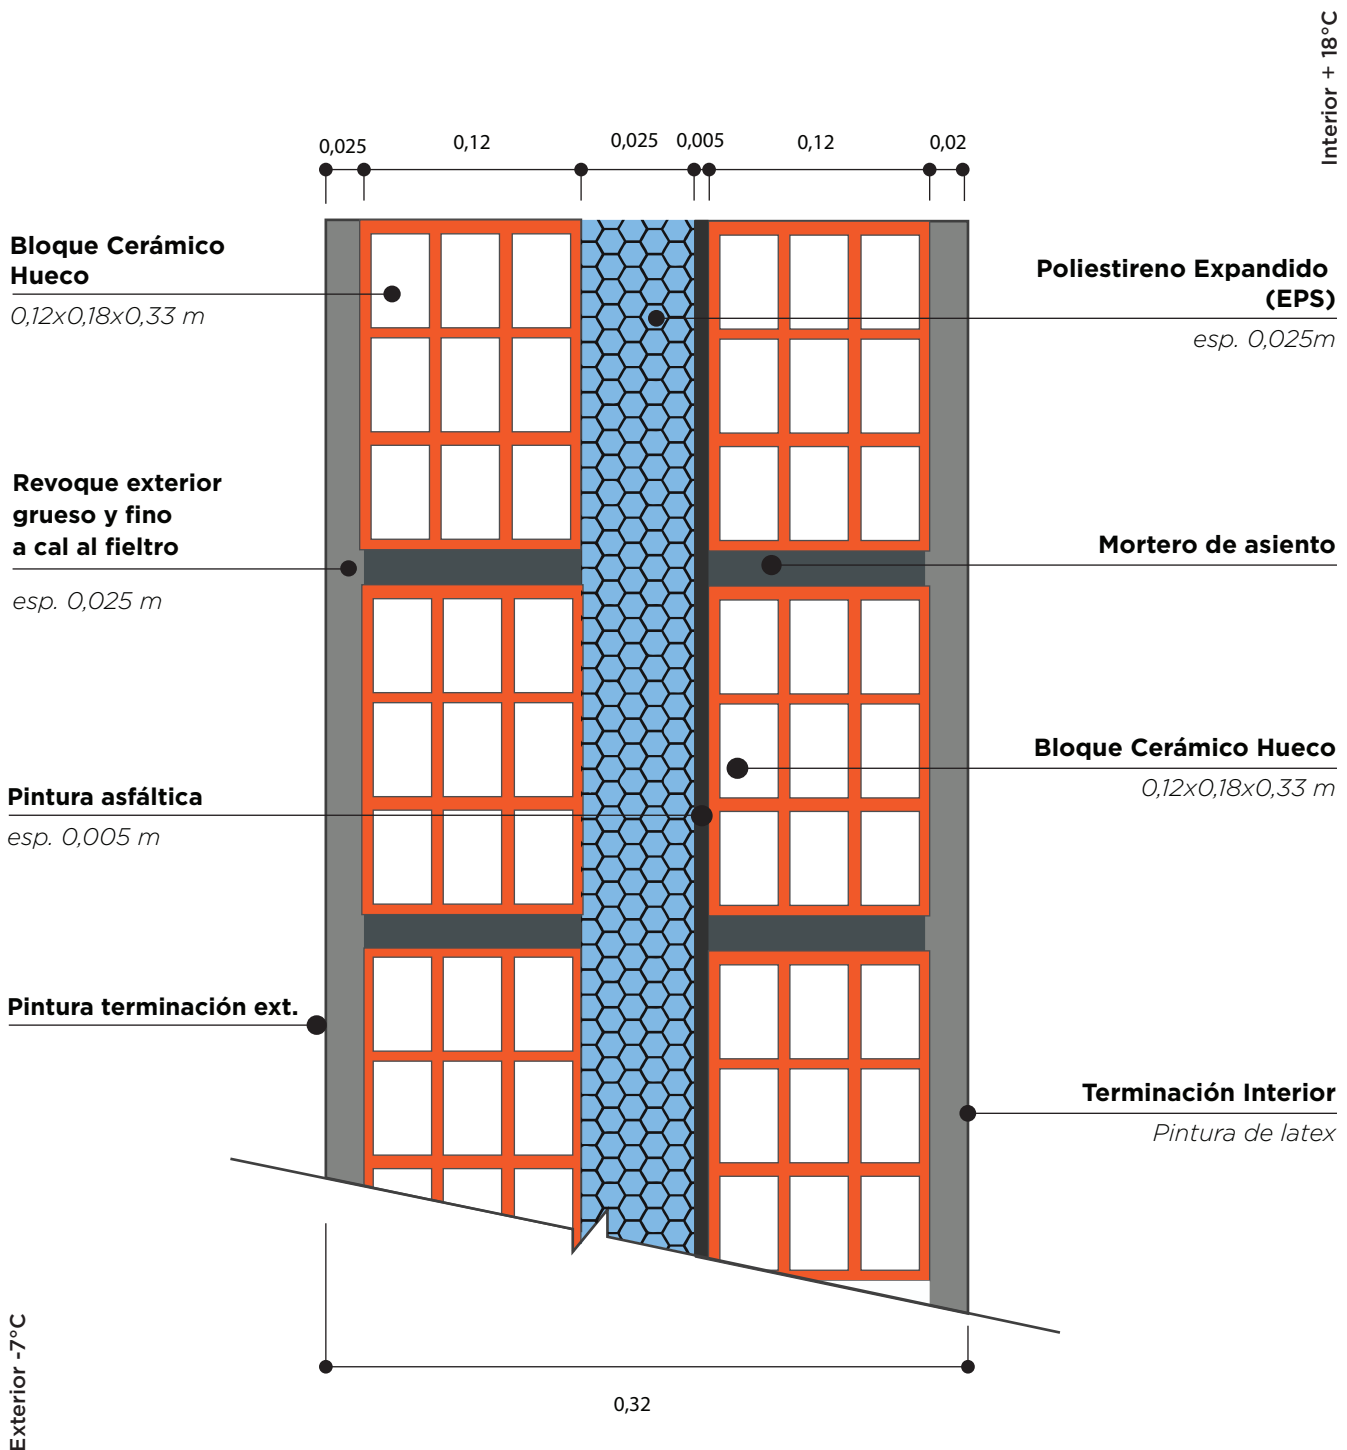 Interior + 18°C
0,025
0,12
0,025
0,005
0,12
0,02
Bloque Cerámico
Hueco
0,12x0,18x0,33 m
Poliestireno Expandido
(EPS)
esp. 0,025m
Revoque exterior
grueso y fino
a cal al fieltro
esp. 0,025 m
Mortero de asiento
Bloque Cerámico Hueco
0,12x0,18x0,33 m
Pintura asfáltica
esp. 0,005 m
Pintura terminación ext.
Terminación Interior
Pintura de latex
Exterior -7°C
0,32